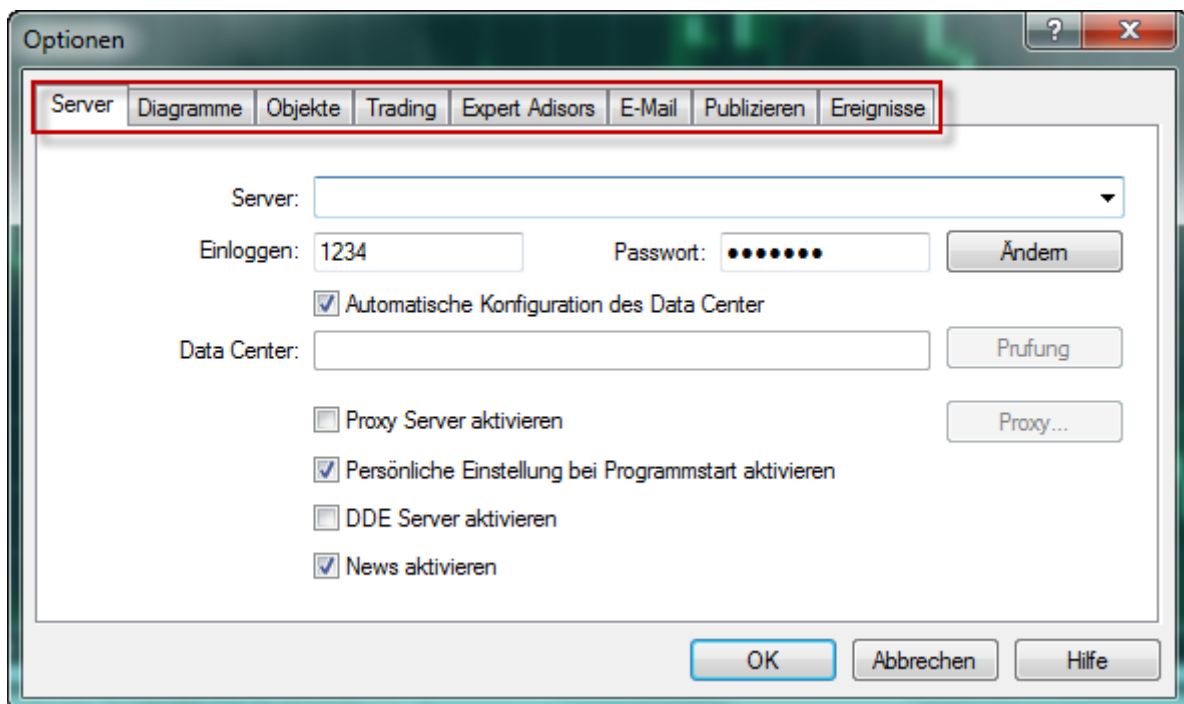 Optionen
Server Diagramme Objekte Trading Expert Adisors E-Mail Publizieren Ereignisse
Server:
Einloggen: 1234 Passwort: ●●●●●●● Ändern
Automatische Konfiguration des Data Center
Data Center: Prufung
Proxy Server aktivieren Proxy...
Persönliche Einstellung bei Programmstart aktivieren
DDE Server aktivieren
News aktivieren
OK Abbrechen Hilfe